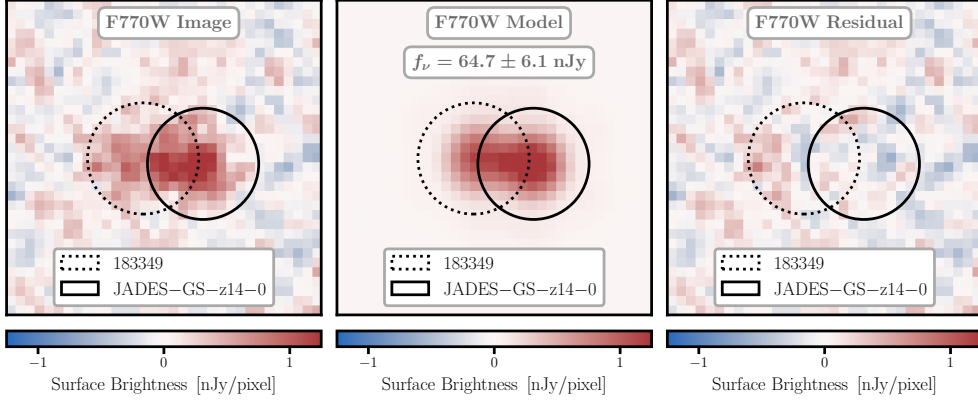 F770W Image
183349
JADES−GS−z14−0
−1 0 1
Surface Brightness [nJy/pixel]
F770W Model
fν = 64.7 ± 6.1 nJy
183349
JADES−GS−z14−0
−1 0 1
Surface Brightness [nJy/pixel]
F770W Residual
183349
JADES−GS−z14−0
−1 0 1
Surface Brightness [nJy/pixel]